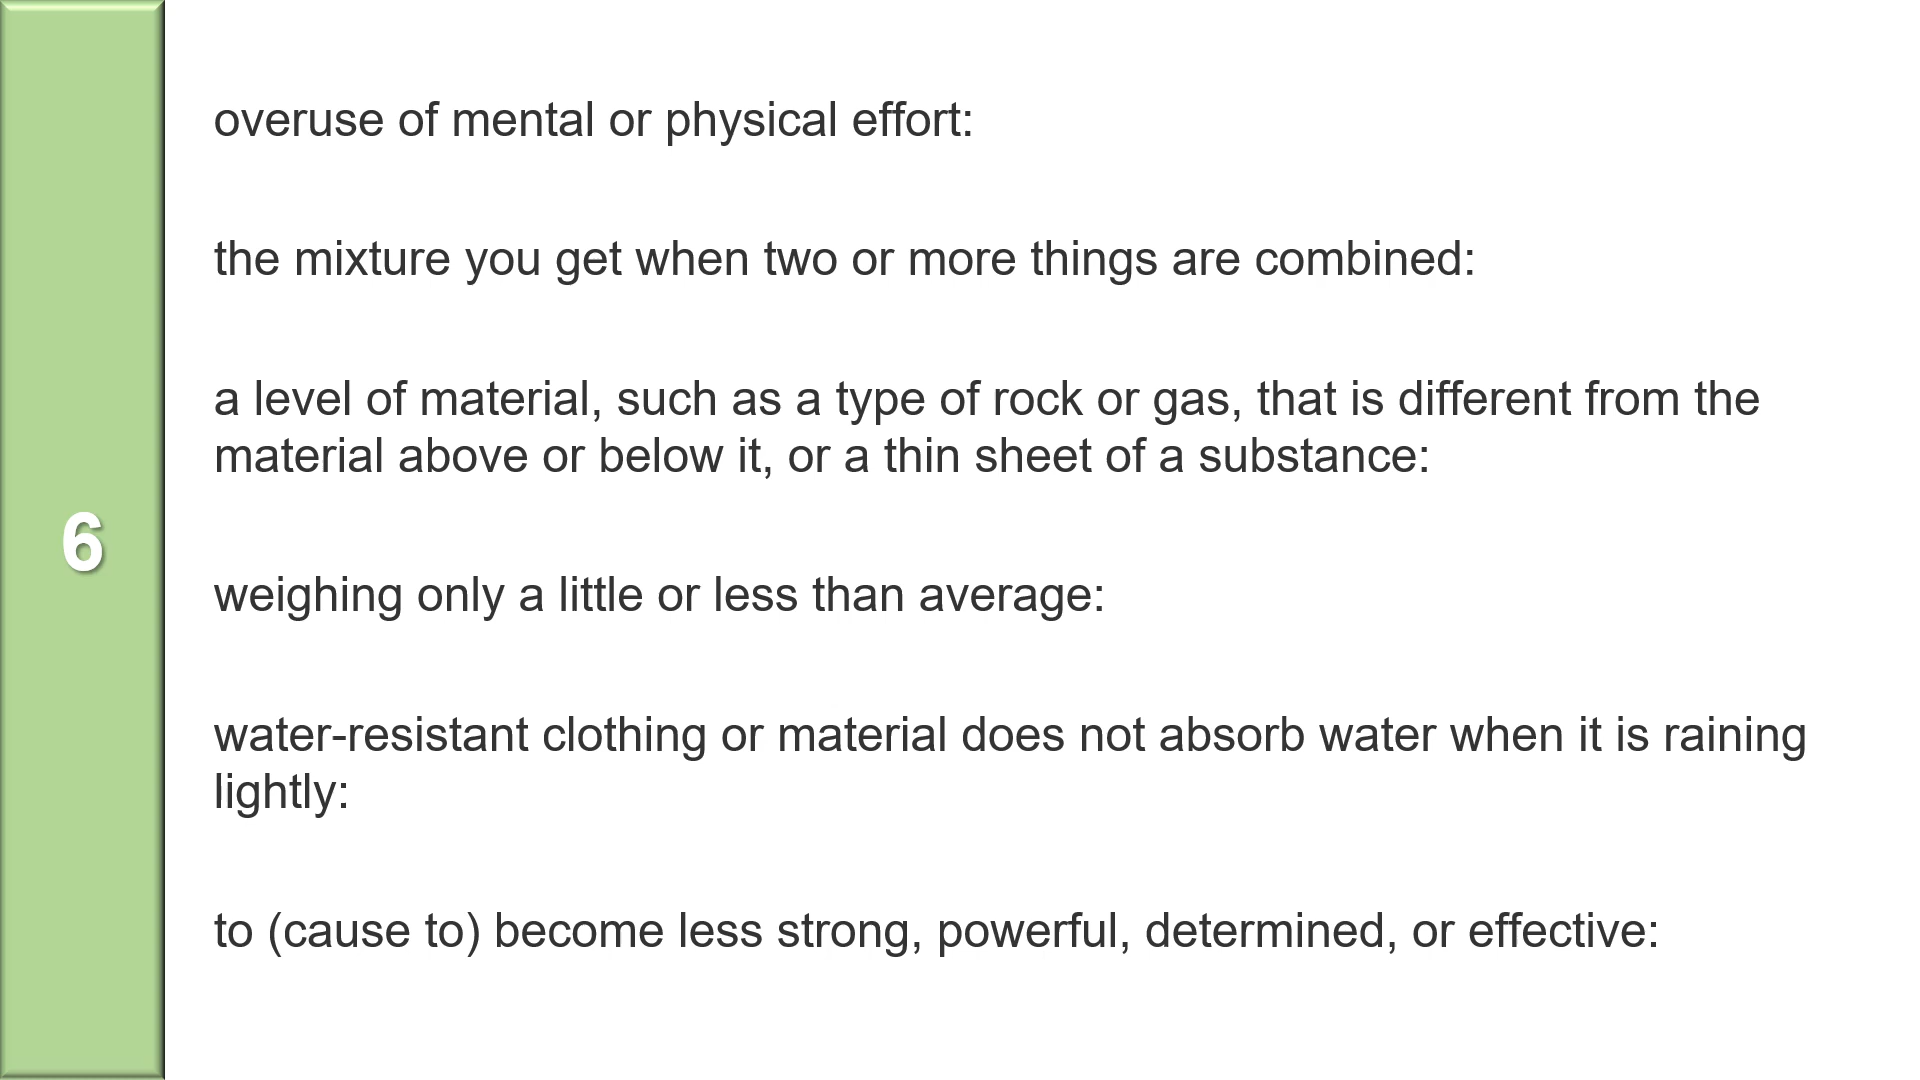 6
overuse of mental or physical effort:
the mixture you get when two or more things are combined:
a level of material, such as a type of rock or gas, that is different from the
material above or below it, or a thin sheet of a substance:
weighing only a little or less than average:
water-resistant clothing or material does not absorb water when it is raining
lightly:
to (cause to) become less strong, powerful, determined, or effective: